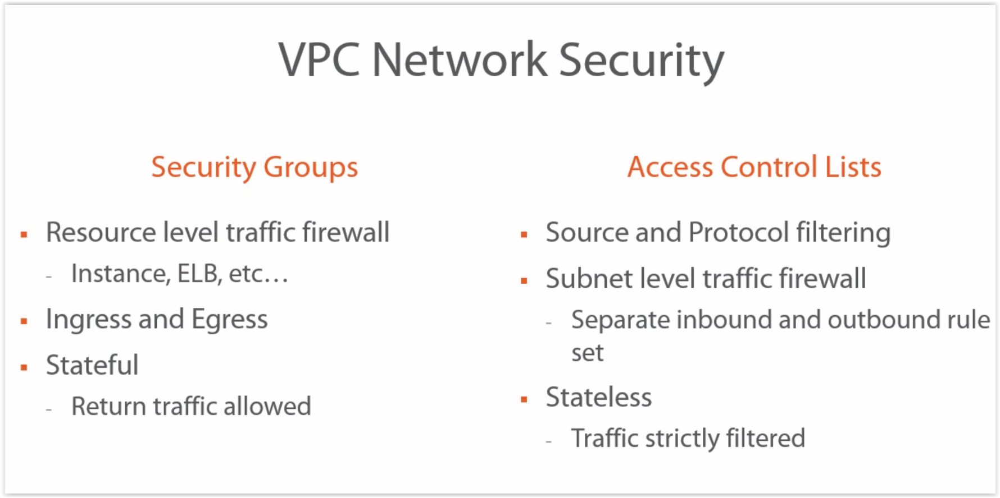 VPC Network Security
Security Groups
▪ Resource level traffic firewall
- Instance, ELB, etc…
▪ Ingress and Egress
▪ Stateful
- Return traffic allowed
Access Control Lists
▪ Source and Protocol filtering
▪ Subnet level traffic firewall
- Separate inbound and outbound rule
set
▪ Stateless
- Traffic strictly filtered